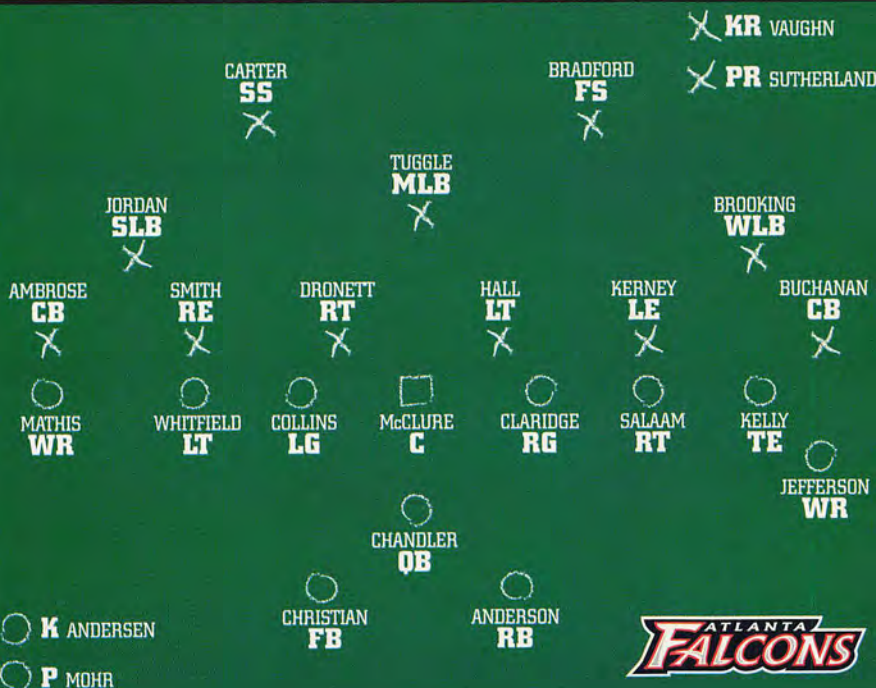 KR VAUGHN
PR SUTHERLAND
CARTER
SS
BRADFORD
FS
TUGGLE
MLB
JORDAN
SLB
BROOKING
WLB
AMBROSE
CB
SMITH
RE
DRONETT
RT
HALL
LT
KERNEY
LE
BUCHANAN
CB
MATHIS
WR
WHITFIELD
LT
COLLINS
LG
McCLURE
C
CLARIDGE
RG
SALAAM
RT
KELLY
TE
JEFFERSON
WR
CHANDLER
QB
CHRISTIAN
FB
ANDERSON
RB
K ANDERSEN
P MOHR
ATLANTA
FALCONS